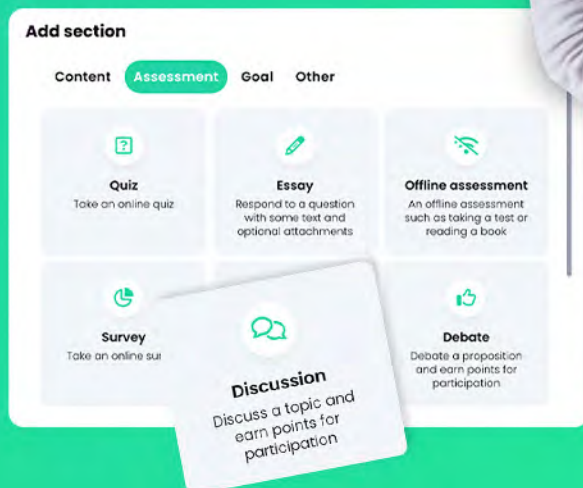 Add section
Content Assessment Goal Other
Quiz
Take an online quiz
Essay
Respond to a question
with some text and
optional attachments
Offline assessment
An offline assessment
such as taking a test or
reading a book
Survey
Take an online sur
Discussion
Discuss a topic and
earn points for
participation
Debate
Debate a proposition
and earn points for
participation